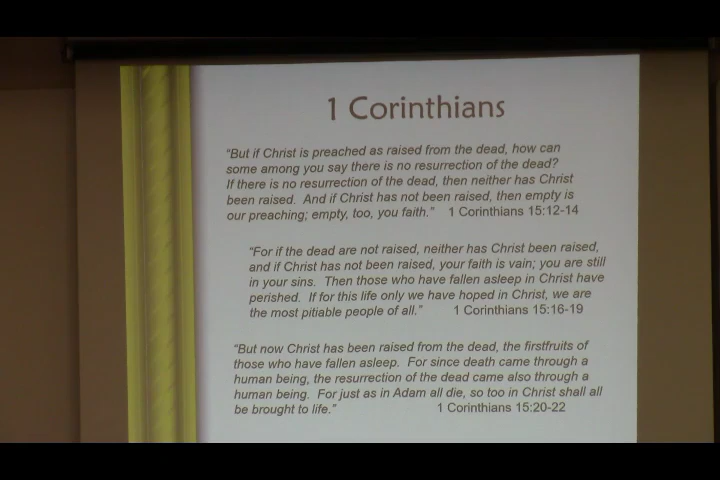 1 Corinthians
"But if Christ is preached as raised from the dead, how can
some among you say there is no resurrection of the dead?
If there is no resurrection of the dead, then neither has Christ
been raised. And if Christ has not been raised, then empty is
our preaching; empty, too, you faith." 1 Corinthians 15:12-14
"For if the dead are not raised, neither has Christ been raised,
and if Christ has not been raised, your faith is vain; you are still
in your sins. Then those who have fallen asleep in Christ have
perished. If for this life only we have hoped in Christ, we are
the most pitiable people of all." 1 Corinthians 15:16-19
"But now Christ has been raised from the dead, the firstfruits of
those who have fallen asleep. For since death came through a
human being, the resurrection of the dead came also through a
human being. For just as in Adam all die, so too in Christ shall all
be brought to life." 1 Corinthians 15:20-22